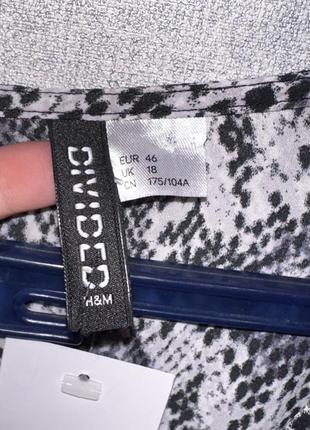 DIVIDED
H&M
EUR 46
UK 18
CN 175/104A